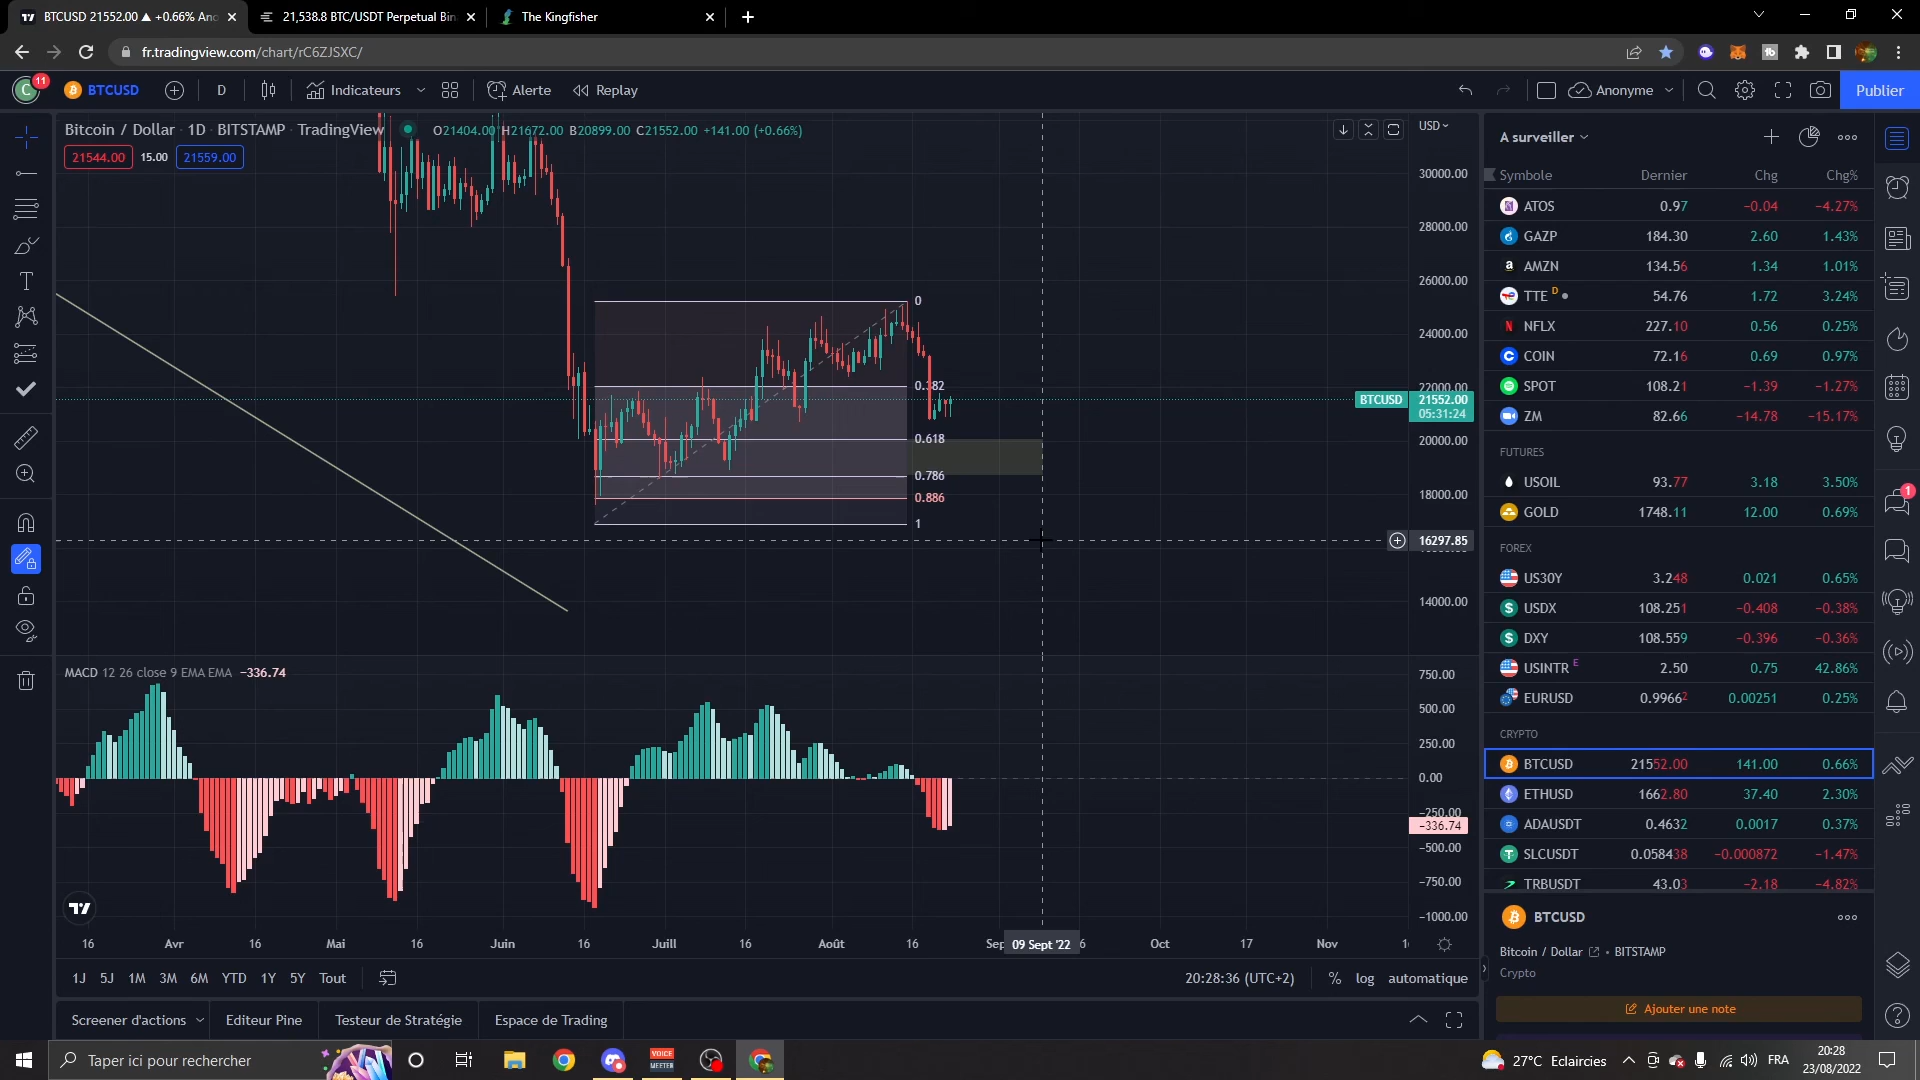 BTCUSD 21552.00 ▲ +0.66% Ano
21,538.8 BTC/USDT Perpetual Bin
The Kingfisher
fr.tradingview.com/chart/rC6ZJSXC/
C 11
BTCUSD
D
Indicateurs
Alerte
Replay
Anonyme
Publier
Bitcoin / Dollar · 1D · BITSTAMP · TradingView
O21404.00 H21672.00 B20899.00 C21552.00 +141.00 (+0.66%)
21544.00 15.00 21559.00
USD
30000.00
28000.00
26000.00
24000.00
22000.00
BTCUSD 21552.00
05:31:24
20000.00
18000.00
16297.85
14000.00
0
0.382
0.618
0.786
0.886
1
MACD 12 26 close 9 EMA EMA −336.74
750.00
500.00
250.00
0.00
−250.00
−336.74
−500.00
−750.00
−1000.00
16 Avr 16 Mai 16 Juin 16 Juill 16 Août 16 Sep 09 Sept '22 6 Oct 17 Nov 1
1J 5J 1M 3M 6M YTD 1Y 5Y Tout
20:28:36 (UTC+2) % log automatique
Screener d'actions
Editeur Pine
Testeur de Stratégie
Espace de Trading
A surveiller
Symbole Dernier Chg Chg%
ATOS 0.97 −0.04 −4.27%
GAZP 184.30 2.60 1.43%
AMZN 134.56 1.34 1.01%
TTE D 54.76 1.72 3.24%
NFLX 227.10 0.56 0.25%
COIN 72.16 0.69 0.97%
SPOT 108.21 −1.39 −1.27%
ZM 82.66 −14.78 −15.17%
FUTURES
USOIL 93.77 3.18 3.50%
GOLD 1748.11 12.00 0.69%
FOREX
US30Y 3.248 0.021 0.65%
USDX 108.251 −0.408 −0.38%
DXY 108.559 −0.396 −0.36%
USINTR E 2.50 0.75 42.86%
EURUSD 0.99662 0.00251 0.25%
CRYPTO
BTCUSD 21552.00 141.00 0.66%
ETHUSD 1662.80 37.40 2.30%
ADAUSDT 0.4632 0.0017 0.37%
SLCUSDT 0.058438 −0.000872 −1.47%
TRBUSDT 43.03 −2.18 −4.82%
BTCUSD
Bitcoin / Dollar • BITSTAMP
Crypto
Ajouter une note
1
Taper ici pour rechercher
VOICE
MEETER
27°C Eclaircies
FRA
20:28
23/08/2022